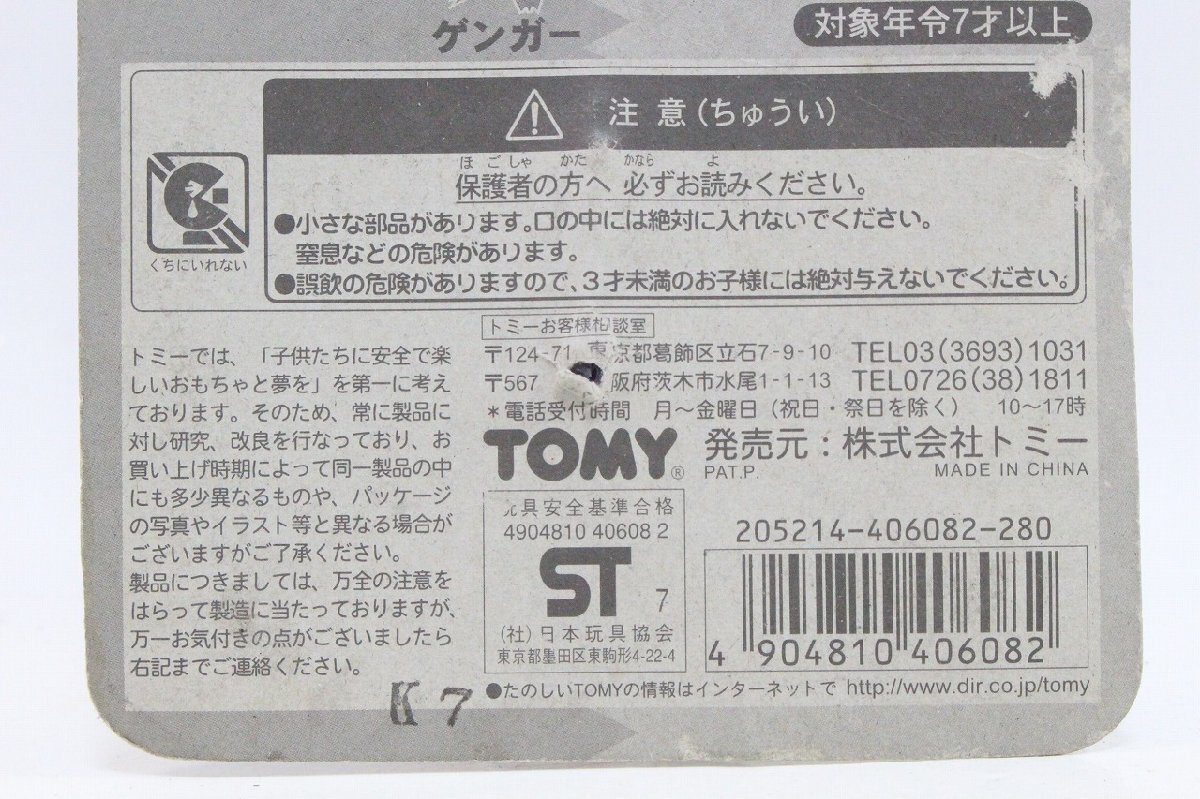 ゲンガー
対象年令7才以上
注意(ちゅうい)
ほごしゃ かた かなら よ
保護者の方へ 必ずお読みください。
●小さな部品があります。口の中には絶対に入れないでください。
窒息などの危険があります。
●誤飲の危険がありますので、3才未満のお子様には絶対与えないでください。
くちにいれない
トミーでは、「子供たちに安全で楽
しいおもちゃと夢を」を第一に考え
ております。そのため、常に製品に
対し研究、改良を行なっており、お
買い上げ時期によって同一製品の中
にも多少異なるものや、パッケージ
の写真やイラスト等と異なる場合が
ございますがご了承ください。
製品につきましては、万全の注意を
はらって製造に当たっておりますが、
万一お気付きの点がございましたら
右記までご連絡ください。
トミーお客様相談室
〒124-71 東京都葛飾区立石7-9-10 TEL03(3693)1031
〒567 阪府茨木市水尾1-1-13 TEL0726(38)1811
*電話受付時間 月〜金曜日(祝日・祭日を除く) 10〜17時
TOMY® 発売元:株式会社トミー
PAT.P. MADE IN CHINA
玩具安全基準合格
4904810 40608 2
ST 7
(社)日本玩具協会
東京都墨田区東駒形4-22-4
205214-406082-280
4 904810 406082
●たのしいTOMYの情報はインターネットで http://www.dir.co.jp/tomy
K7